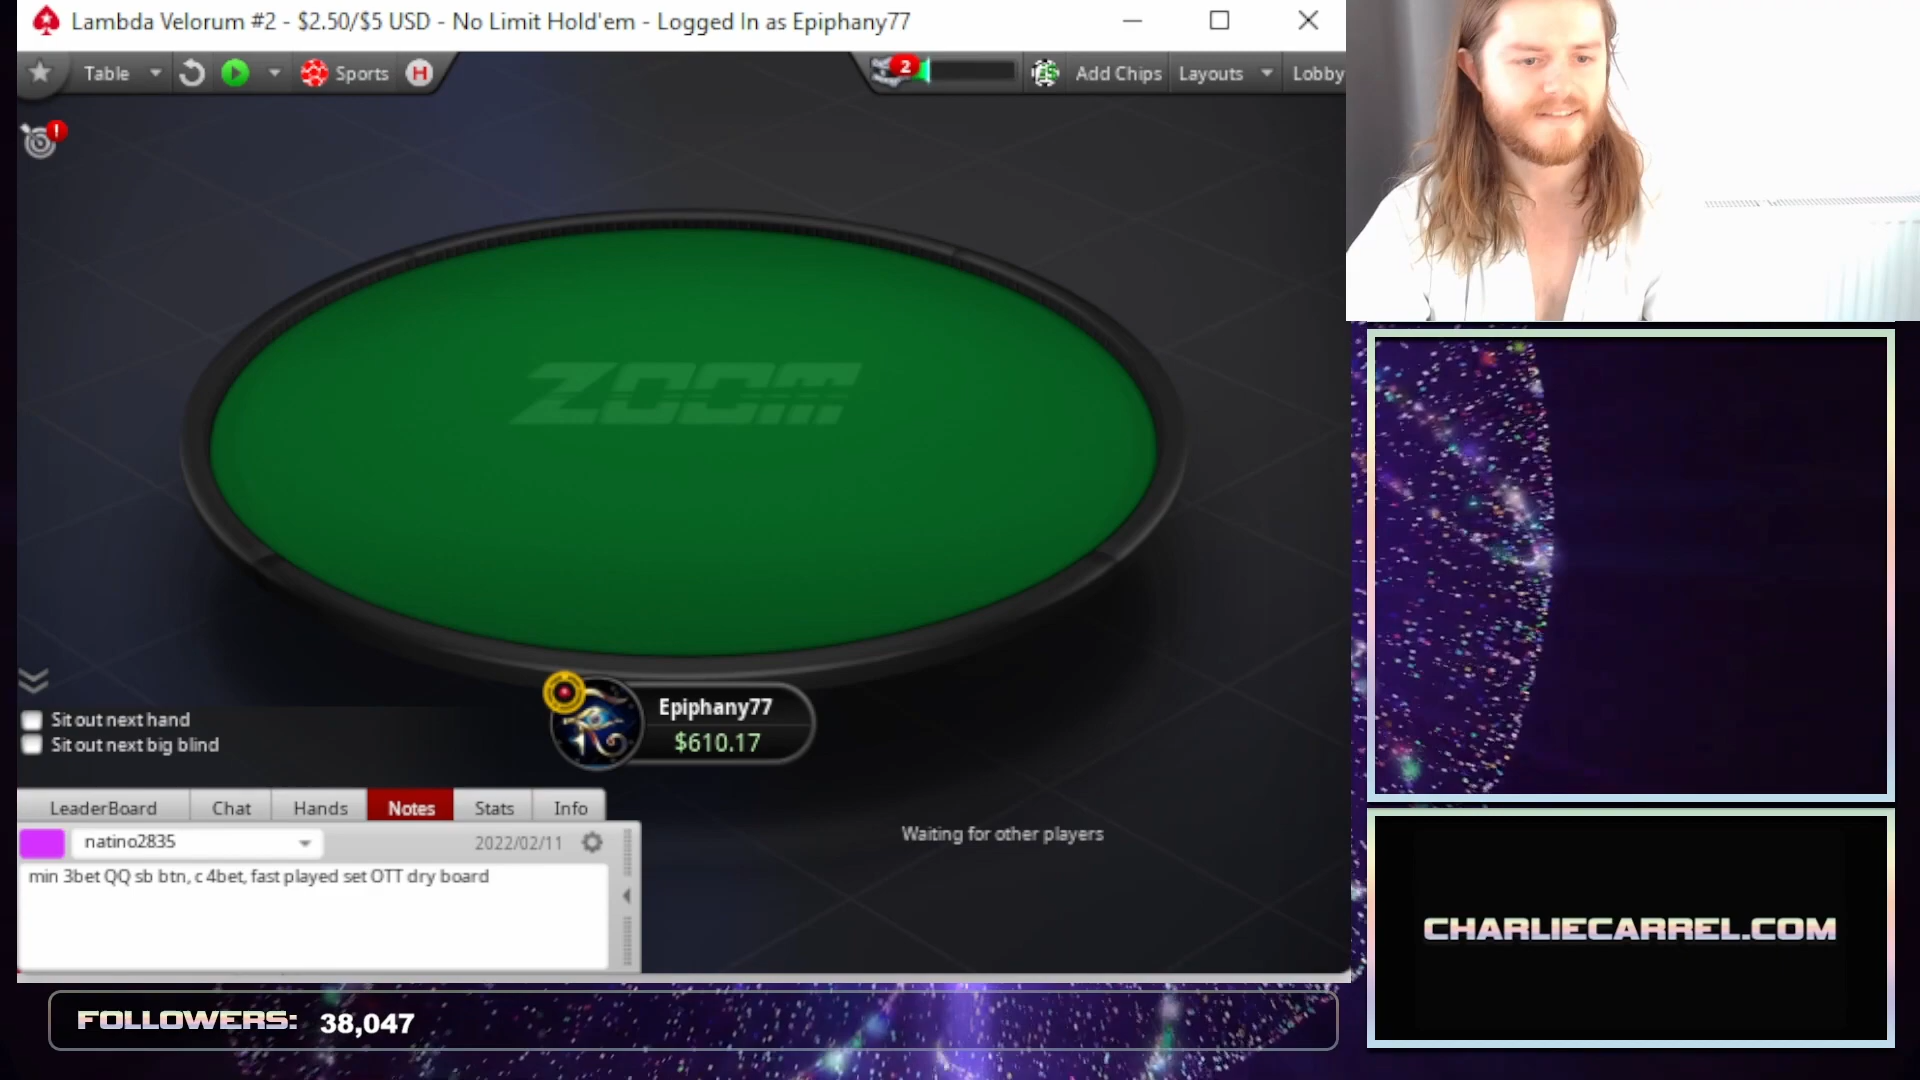 Lambda Velorum #2 - $2.50/$5 USD - No Limit Hold'em - Logged In as Epiphany77
Table
Sports
H
2
Add Chips
Layouts
Lobby
!
ZOOM
Epiphany77
$610.17
Sit out next hand
Sit out next big blind
LeaderBoard
Chat
Hands
Notes
Stats
Info
natino2835
2022/02/11
min 3bet QQ sb btn, c 4bet, fast played set OTT dry board
Waiting for other players
CHARLIECARREL.COM
FOLLOWERS: 38,047